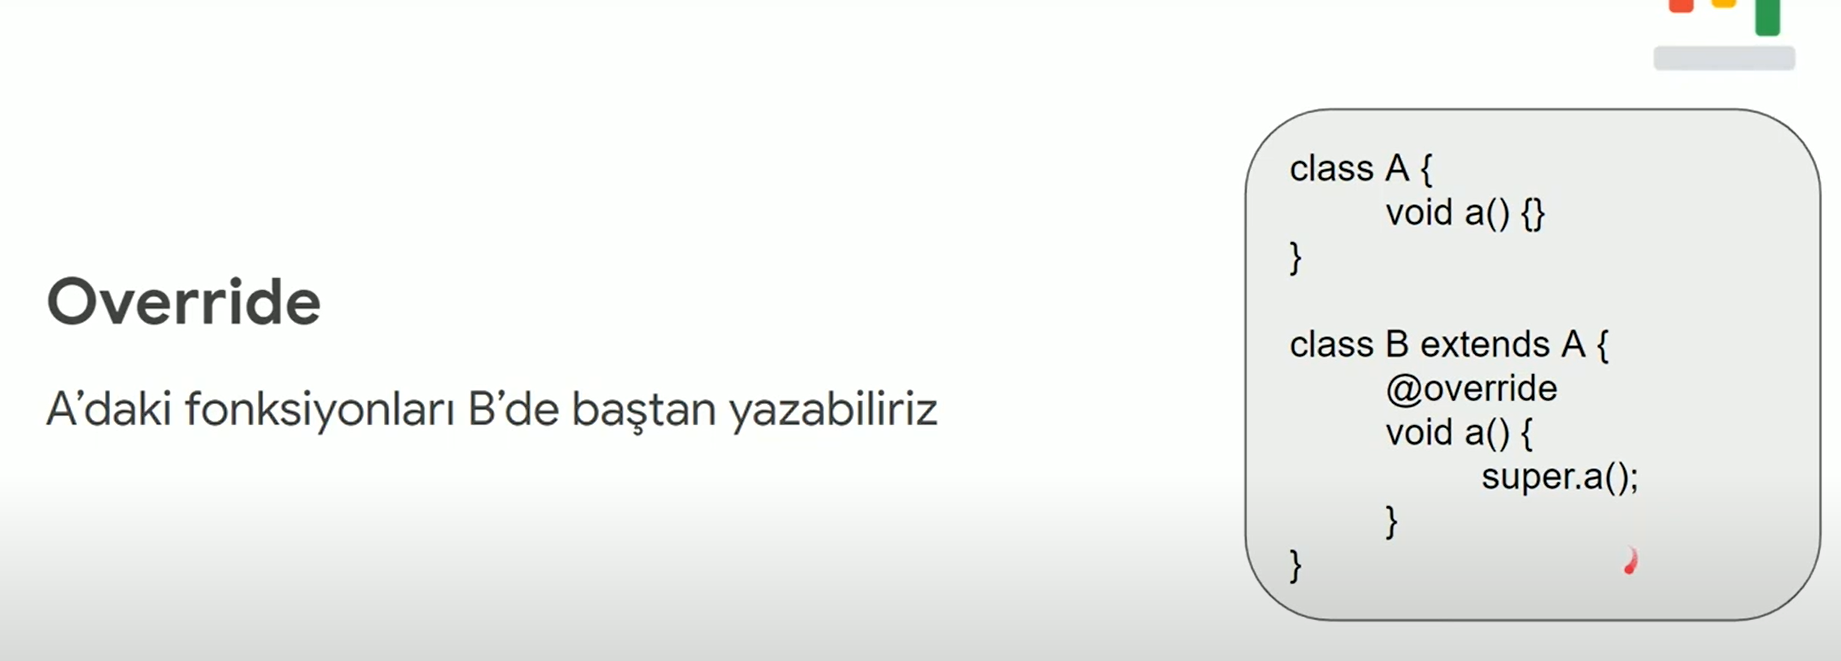 Override
A’daki fonksiyonları B’de baştan yazabiliriz
class A {
void a() {}
}
class B extends A {
@override
void a() {
super.a();
}
}